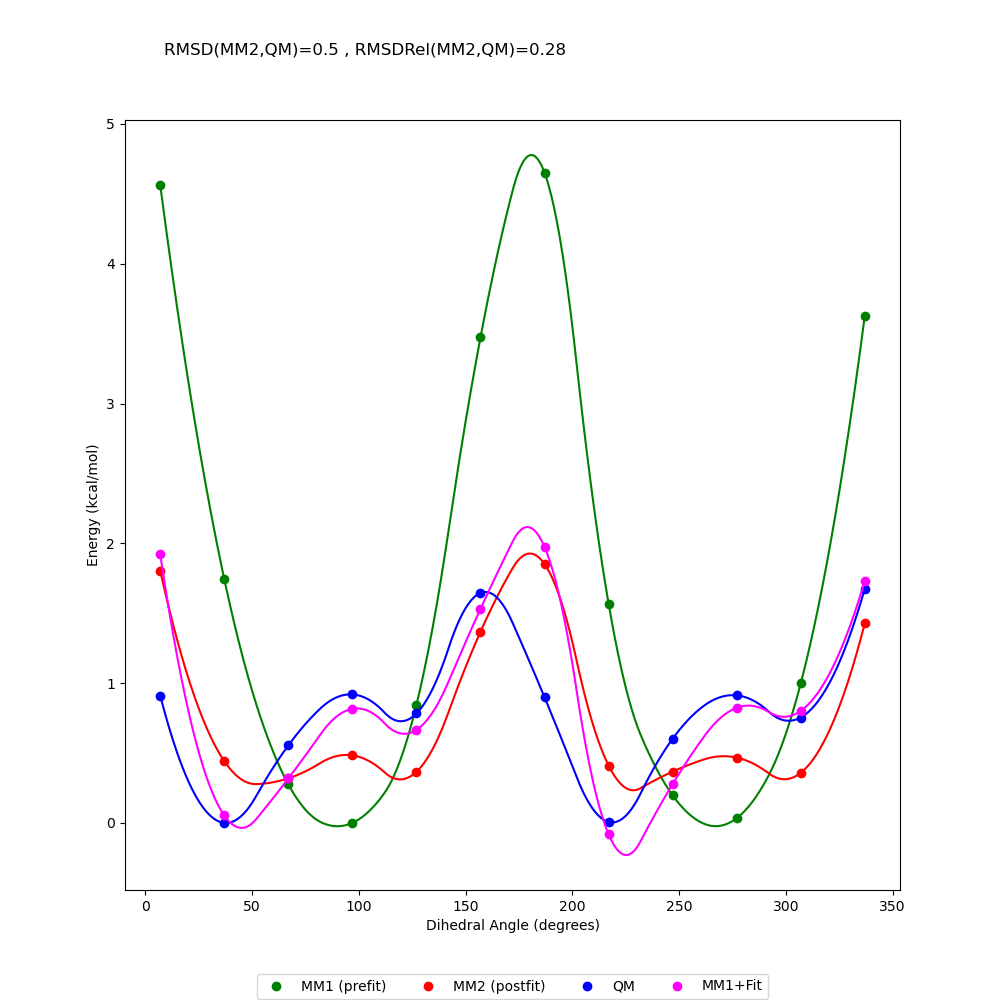 RMSD(MM2,QM)=0.5 , RMSDRel(MM2,QM)=0.28
5
4
3
2
1
0
Energy (kcal/mol)
0 50 100 150 200 250 300 350
Dihedral Angle (degrees)
MM1 (prefit) MM2 (postfit) QM MM1+Fit